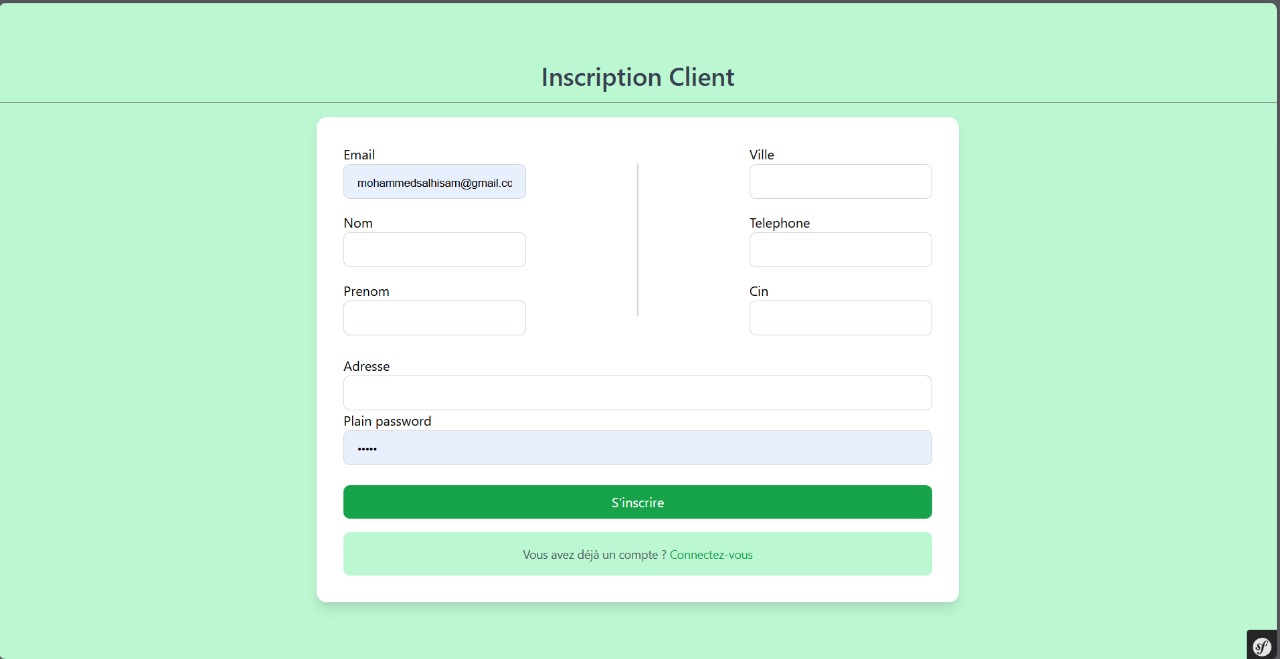 Inscription Client
Email
mohammedsalhisam@gmail.cc
Nom
Prenom
Ville
Telephone
Cin
Adresse
Plain password
•••••
S'inscrire
Vous avez déjà un compte ? Connectez-vous
sf